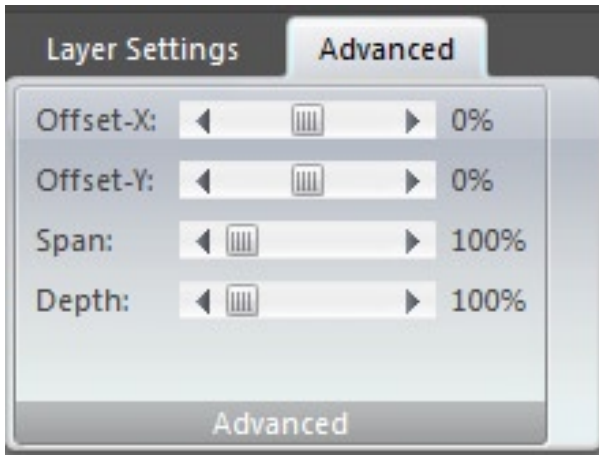 Layer Settings Advanced
Offset-X: 0%
Offset-Y: 0%
Span: 100%
Depth: 100%
Advanced